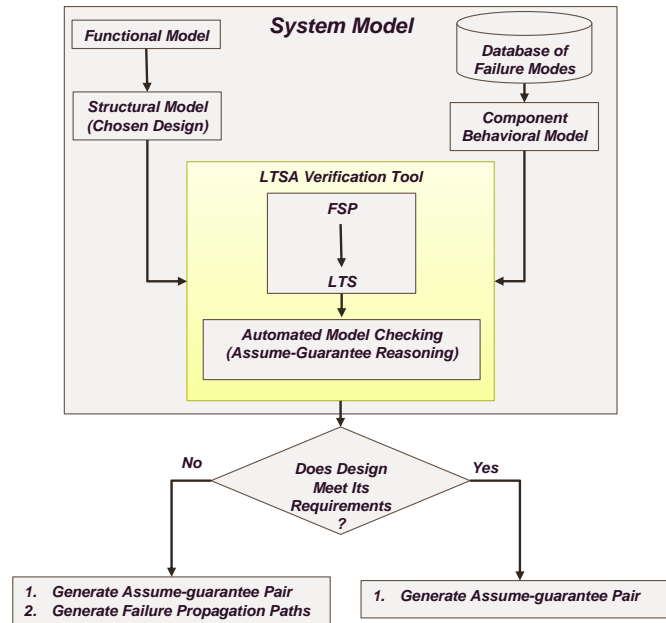 System Model
Functional Model
Database of
Failure Modes
Structural Model
(Chosen Design)
Component
Behavioral Model
LTSA Verification Tool
FSP
LTS
Automated Model Checking
(Assume-Guarantee Reasoning)
No
Does Design
Meet Its
Requirements
?
Yes
1. Generate Assume-guarantee Pair
2. Generate Failure Propagation Paths
1. Generate Assume-guarantee Pair